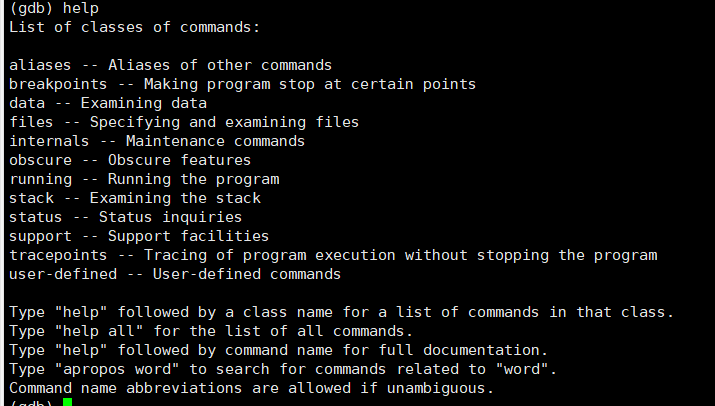 (gdb) help
List of classes of commands:
aliases -- Aliases of other commands
breakpoints -- Making program stop at certain points
data -- Examining data
files -- Specifying and examining files
internals -- Maintenance commands
obscure -- Obscure features
running -- Running the program
stack -- Examining the stack
status -- Status inquiries
support -- Support facilities
tracepoints -- Tracing of program execution without stopping the program
user-defined -- User-defined commands
Type "help" followed by a class name for a list of commands in that class.
Type "help all" for the list of all commands.
Type "help" followed by command name for full documentation.
Type "apropos word" to search for commands related to "word".
Command name abbreviations are allowed if unambiguous.
(gdb)